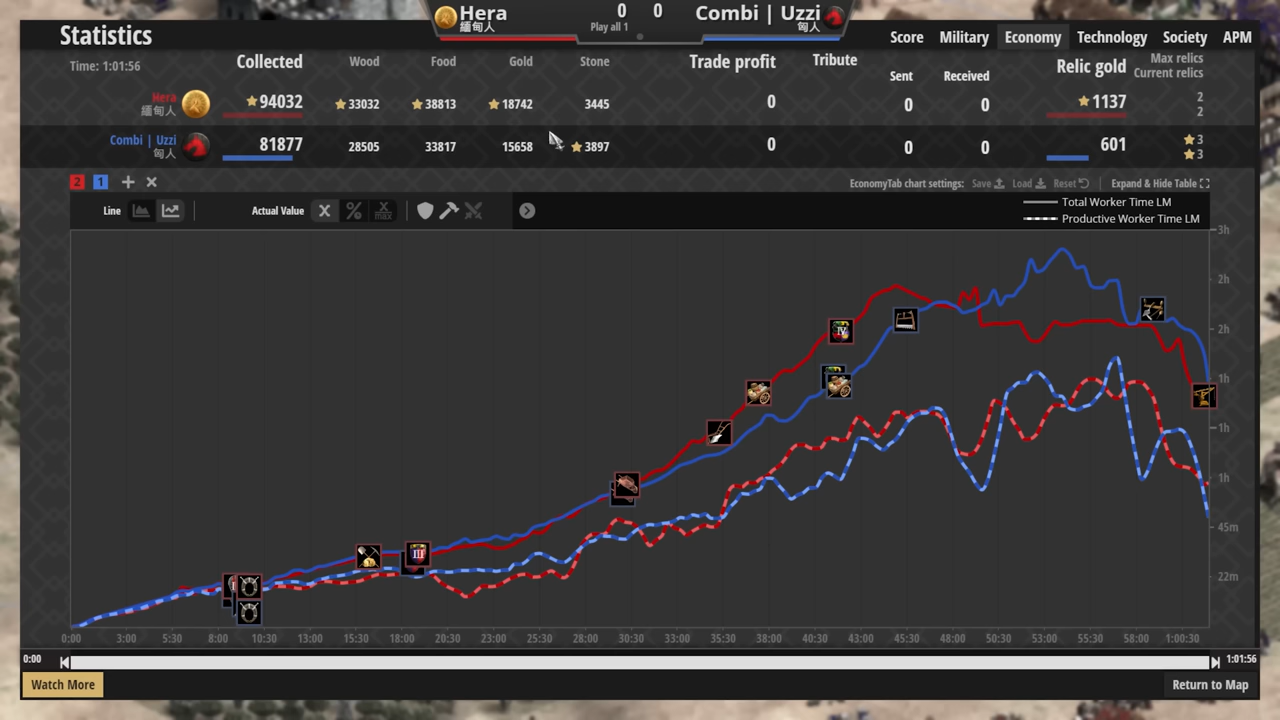 Hera
緬甸人
0 0
Play all 1
Combi | Uzzi
匈人
Statistics
Score Military Economy Technology Society APM
Time: 1:01:56
Collected Wood Food Gold Stone Trade profit Tribute Sent Received Relic gold Max relics
Current relics
Hera
緬甸人
94032 33032 38813 18742 3445 0 0 0 1137 2
2
Combi | Uzzi
匈人
81877 28505 33817 15658 3897 0 0 0 601 3
3
2 1
EconomyTab chart settings: Save Load Reset Expand & Hide Table
Line Actual Value X % X/max
Total Worker Time LM
Productive Worker Time LM
3h
2h
2h
1h
1h
1h
45m
22m
IV
III
0:00 3:00 5:30 8:00 10:30 13:00 15:30 18:00 20:30 23:00 25:30 28:00 30:30 33:00 35:30 38:00 40:30 43:00 45:30 48:00 50:30 53:00 55:30 58:00 1:00:30
0:00 1:01:56
Watch More Return to Map